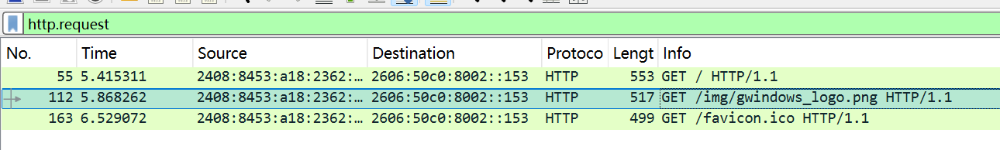 http.request
No. Time Source Destination Protoco Lengt Info
55 5.415311 2408:8453:a18:2362:… 2606:50c0:8002::153 HTTP 553 GET / HTTP/1.1
112 5.868262 2408:8453:a18:2362:… 2606:50c0:8002::153 HTTP 517 GET /img/gwindows_logo.png HTTP/1.1
163 6.529072 2408:8453:a18:2362:… 2606:50c0:8002::153 HTTP 499 GET /favicon.ico HTTP/1.1